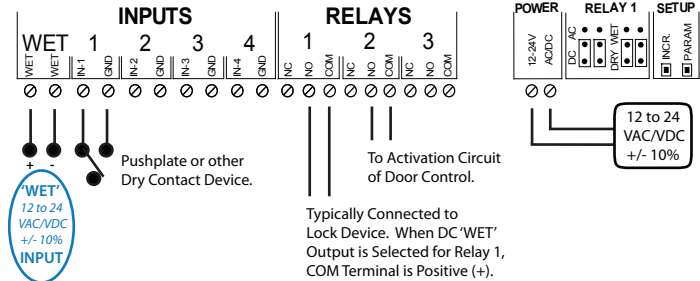 INPUTS RELAYS POWER RELAY 1 SETUP
WET 1 2 3 4 1 2 3
WET WET IN-1 GND IN-2 GND IN-3 GND IN-4 GND NC NO COM NC NO COM NC NO COM
12-24V AC/DC
DC AC
DRY WET
INCR. PARAM
+ -
'WET'
12 to 24
VAC/VDC
+/- 10%
INPUT
Pushplate or other
Dry Contact Device.
To Activation Circuit
of Door Control.
Typically Connected to
Lock Device. When DC 'WET'
Output is Selected for Relay 1,
COM Terminal is Positive (+).
12 to 24
VAC/VDC
+/- 10%